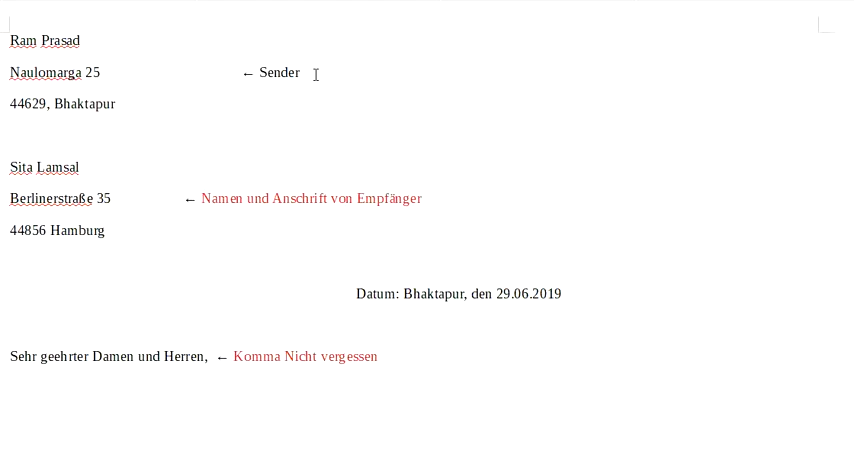 Ram Prasad
Naulomarga 25 ← Sender
44629, Bhaktapur
Sita Lamsal
Berlinerstraße 35 ← Namen und Anschrift von Empfänger
44856 Hamburg
Datum: Bhaktapur, den 29.06.2019
Sehr geehrter Damen und Herren, ← Komma Nicht vergessen